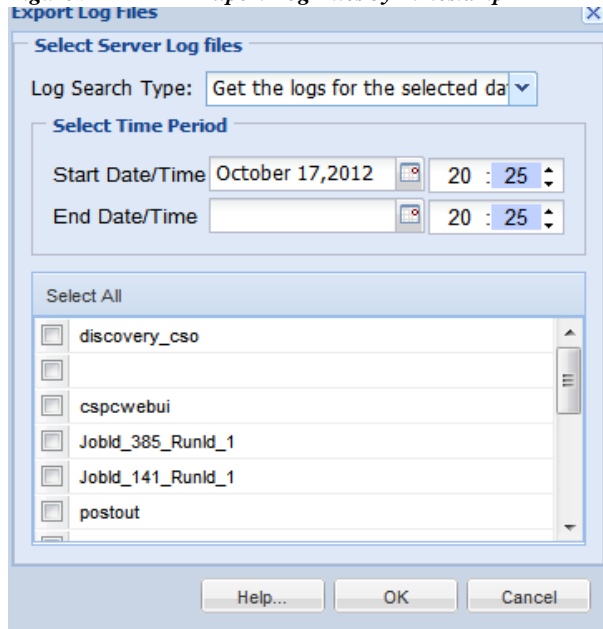 Export Log Files
Select Server Log files
Log Search Type: Get the logs for the selected da
Select Time Period
Start Date/Time October 17,2012 20 : 25
End Date/Time 20 : 25
Select All
discovery_cso
cspcwebui
JobId_385_RunId_1
JobId_141_RunId_1
postout
Help... OK Cancel